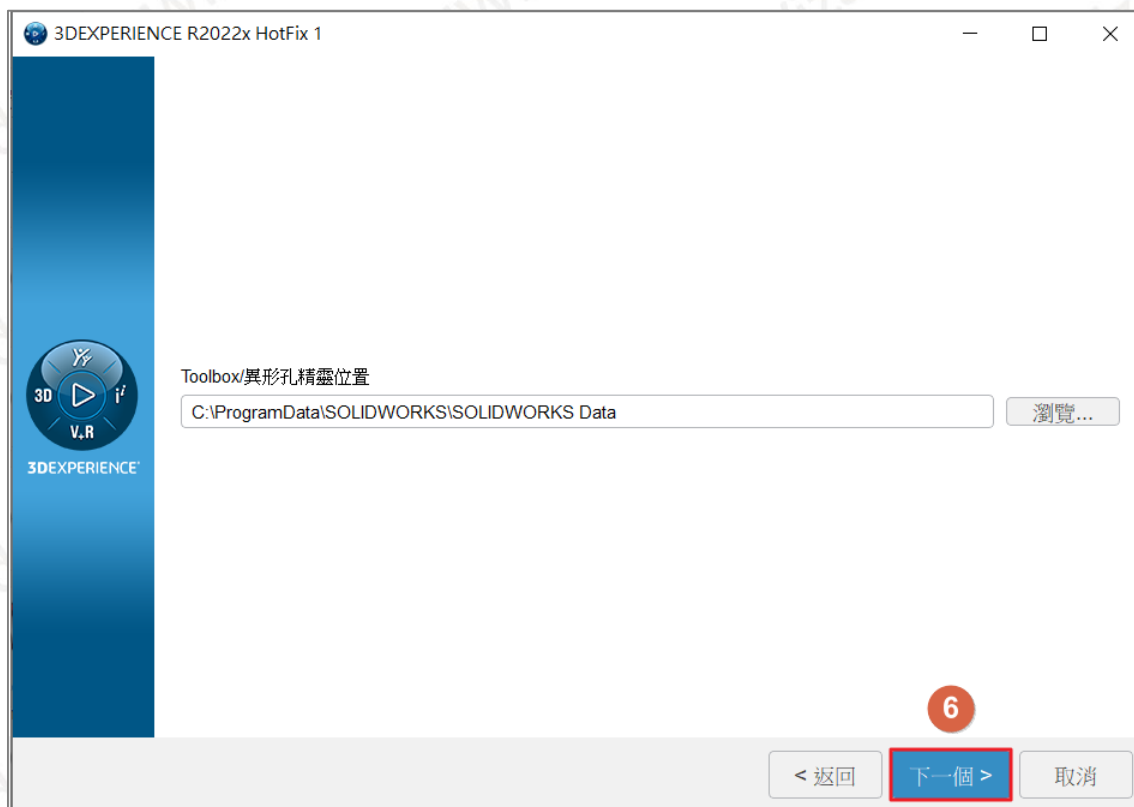 3DEXPERIENCE R2022x HotFix 1
3D
V+R
3DEXPERIENCE
Toolbox/異形孔精靈位置
C:\ProgramData\SOLIDWORKS\SOLIDWORKS Data
瀏覽...
6
< 返回
下一個 >
取消